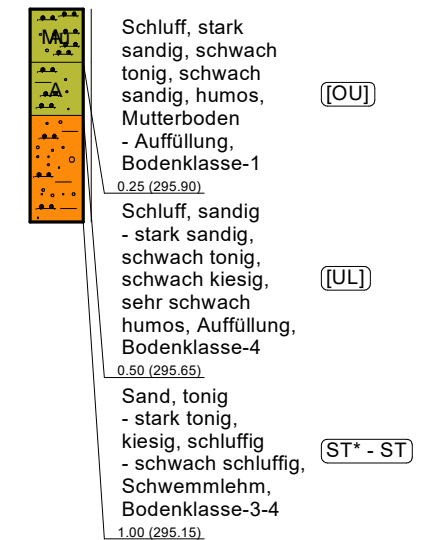 Mu
A
Schluff, stark
sandig, schwach
tonig, schwach
sandig, humos,
Mutterboden
- Auffüllung,
Bodenklasse-1
[OU]
0.25 (295.90)
Schluff, sandig
- stark sandig,
schwach tonig,
schwach kiesig,
sehr schwach
humos, Auffüllung,
Bodenklasse-4
[UL]
0.50 (295.65)
Sand, tonig
- stark tonig,
kiesig, schluffig
- schwach schluffig,
Schwemmlehm,
Bodenklasse-3-4
ST* - ST
1.00 (295.15)